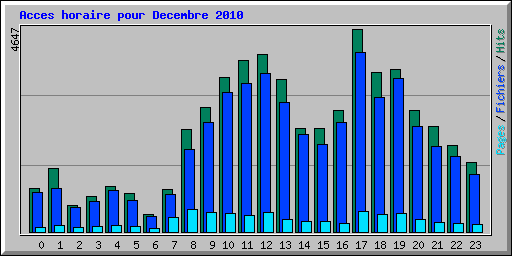 Acces horaire pour Decembre 2010
4647
Pages / Fichiers / Hits
0 1 2 3 4 5 6 7 8 9 10 11 12 13 14 15 16 17 18 19 20 21 22 23